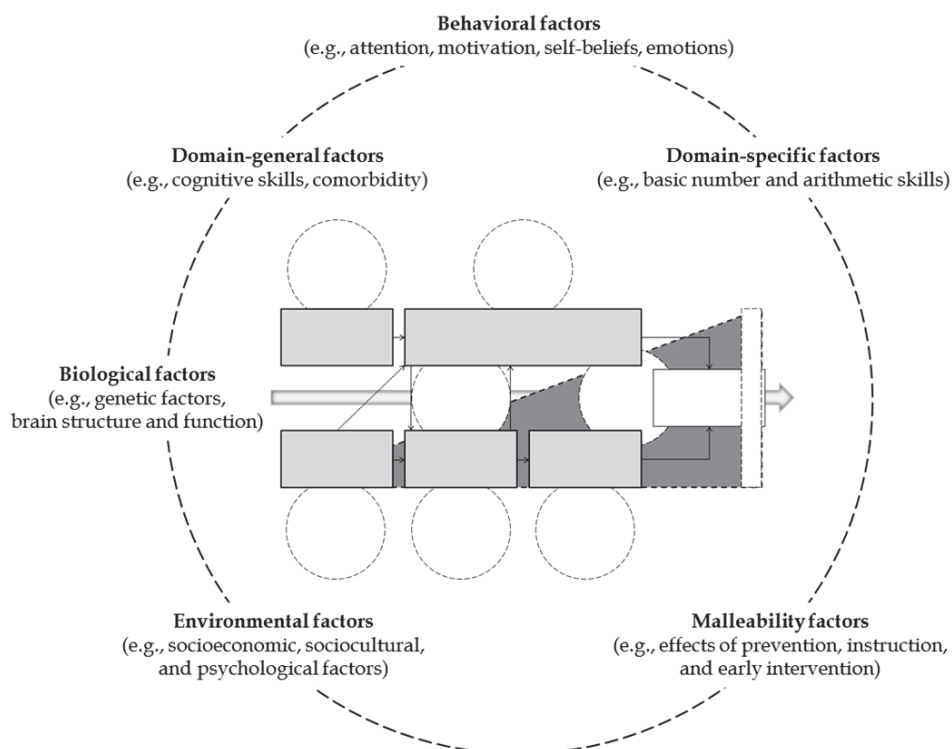 Behavioral factors
(e.g., attention, motivation, self-beliefs, emotions)
Domain-general factors
(e.g., cognitive skills, comorbidity)
Domain-specific factors
(e.g., basic number and arithmetic skills)
Biological factors
(e.g., genetic factors,
brain structure and function)
Environmental factors
(e.g., socioeconomic, sociocultural,
and psychological factors)
Malleability factors
(e.g., effects of prevention, instruction,
and early intervention)